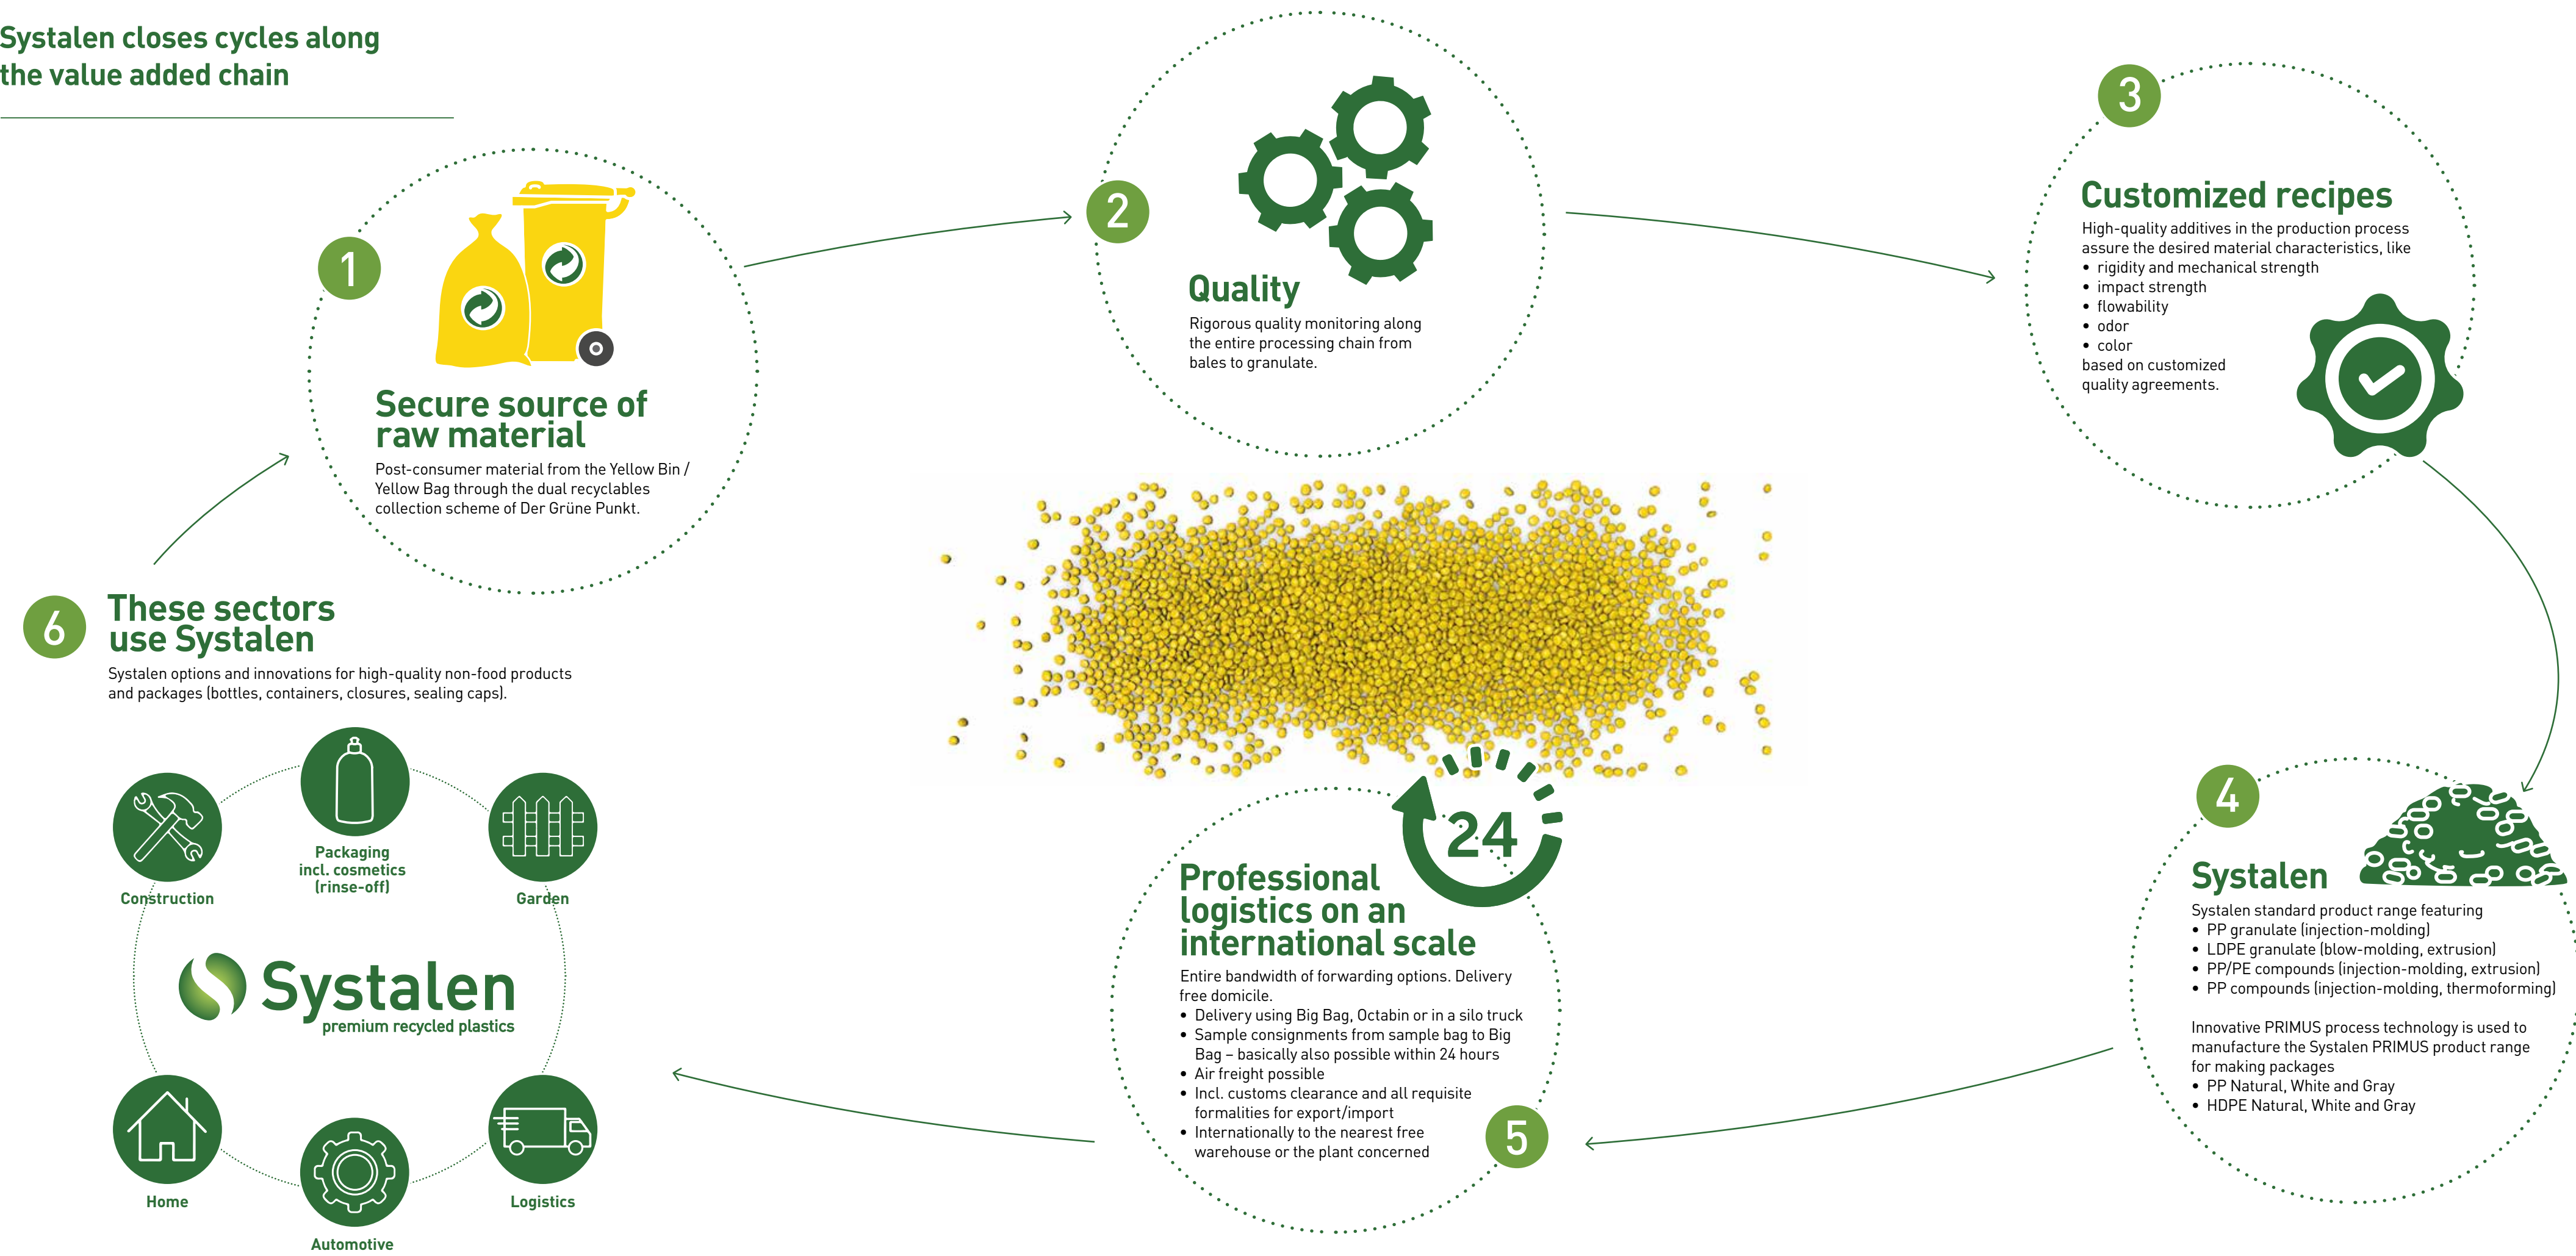 Systalen closes cycles along
the value added chain
1
Secure source of
raw material
Post-consumer material from the Yellow Bin /
Yellow Bag through the dual recyclables
collection scheme of Der Grüne Punkt.
2
Quality
Rigorous quality monitoring along
the entire processing chain from
bales to granulate.
3
Customized recipes
High-quality additives in the production process
assure the desired material characteristics, like
• rigidity and mechanical strength
• impact strength
• flowability
• odor
• color
based on customized
quality agreements.
4
Systalen
Systalen standard product range featuring
• PP granulate (injection-molding)
• LDPE granulate (blow-molding, extrusion)
• PP/PE compounds (injection-molding, extrusion)
• PP compounds (injection-molding, thermoforming)
Innovative PRIMUS process technology is used to
manufacture the Systalen PRIMUS product range
for making packages
• PP Natural, White and Gray
• HDPE Natural, White and Gray
24
Professional
logistics on an
international scale
Entire bandwidth of forwarding options. Delivery
free domicile.
• Delivery using Big Bag, Octabin or in a silo truck
• Sample consignments from sample bag to Big
Bag – basically also possible within 24 hours
• Air freight possible
• Incl. customs clearance and all requisite
formalities for export/import
• Internationally to the nearest free
warehouse or the plant concerned
5
6
These sectors
use Systalen
Systalen options and innovations for high-quality non-food products
and packages (bottles, containers, closures, sealing caps).
Construction
Packaging
incl. cosmetics
(rinse-off)
Garden
Systalen
premium recycled plastics
Home
Automotive
Logistics